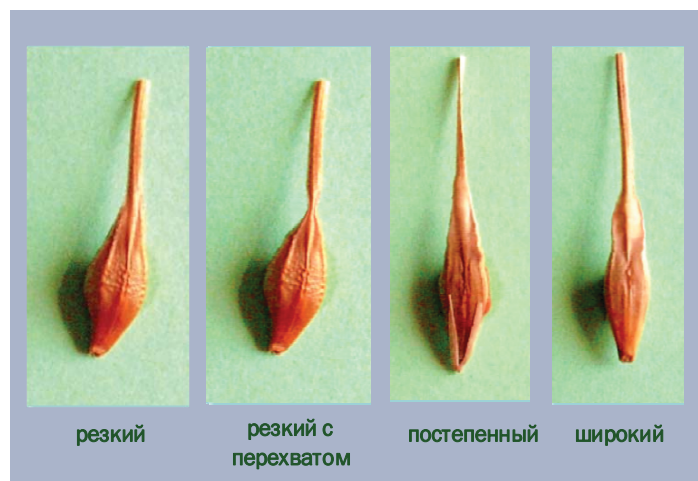 резкий
резкий с
перехватом
постепенный
широкий